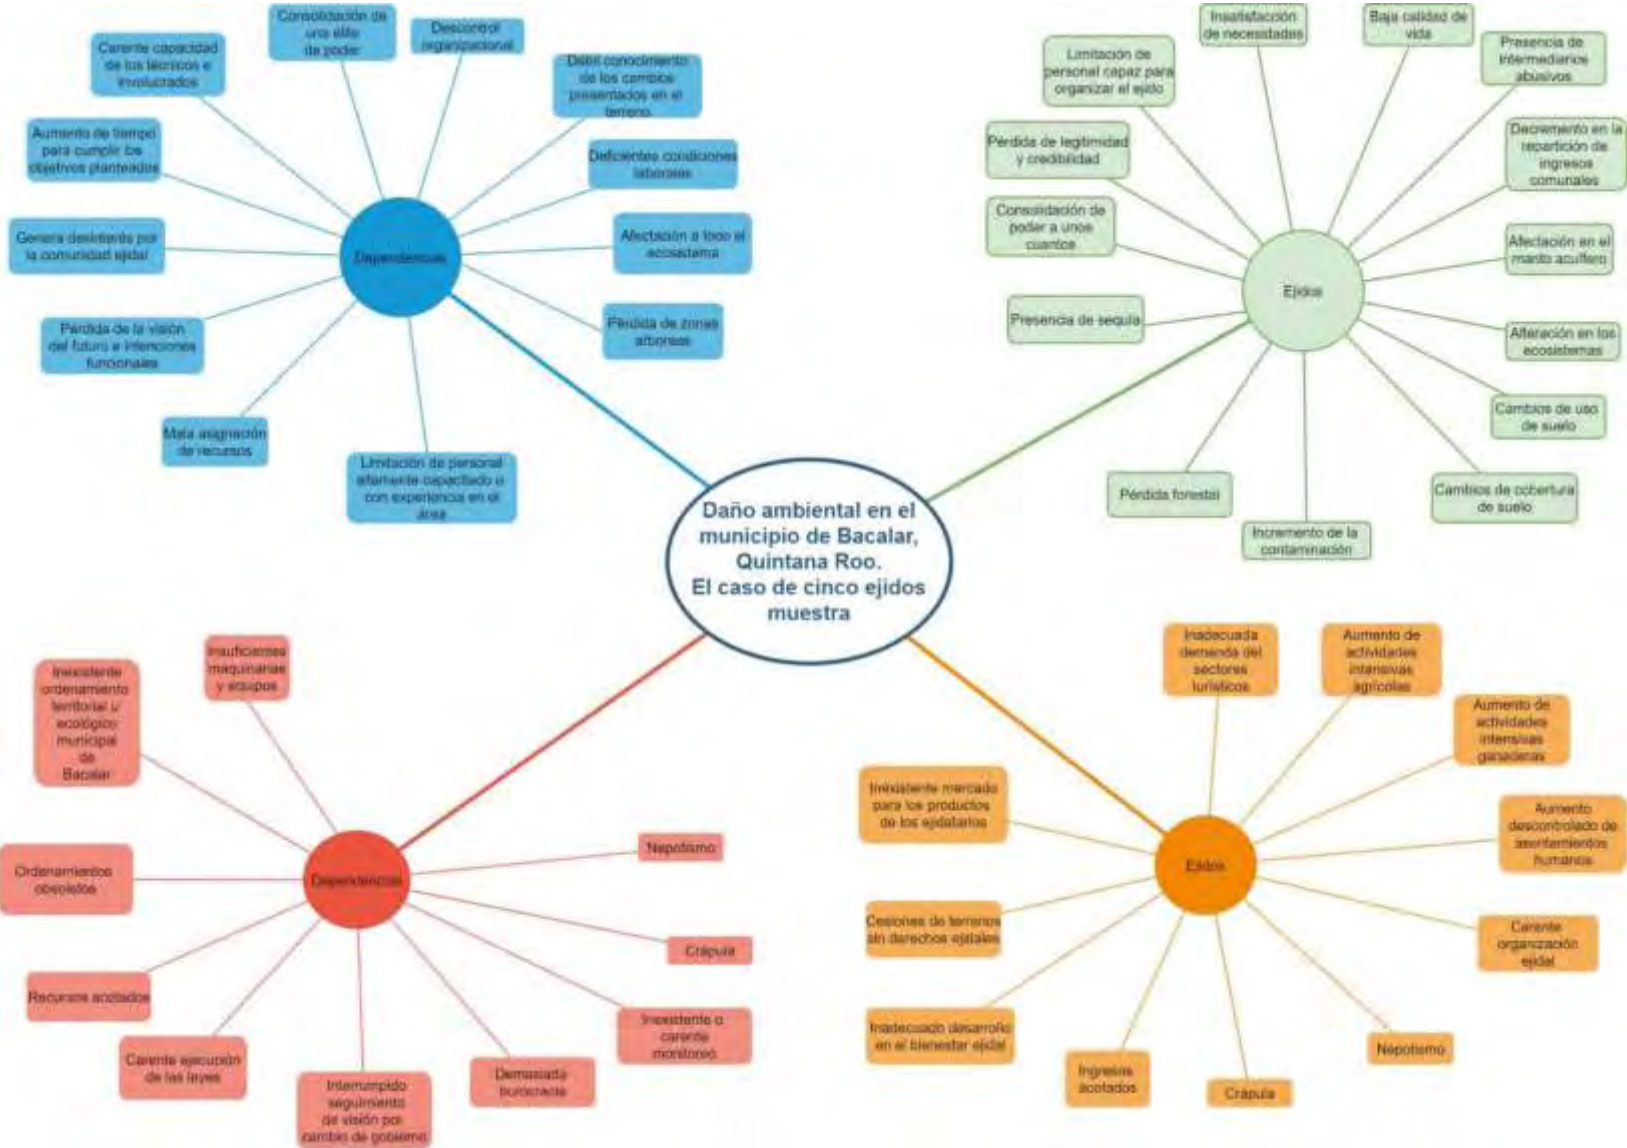 Consolidación de
una élite
de poder
Descontrol
organizacional
Carente capacidad
de los técnicos e
involucrados
Débil conocimiento
de los cambios
presentados en el
terreno.
Aumento de tiempo
para cumplir los
objetivos planteados
Deficientes condiciones
laborales
Genera desinterés por
la comunidad ejidal
Afectación a todo el
ecosistema
Dependencias
Pérdida de la visión
del futuro e intenciones
funcionales
Pérdida de zonas
arbóreas
Mala asignación
de recursos
Limitación de personal
altamente capacitado o
con experiencia en el
área
Insatisfacción
de necesidades
Baja calidad de
vida
Limitación de
personal capaz para
organizar el ejido
Presencia de
intermediarios
abusivos
Pérdida de legitimidad
y credibilidad
Decremento en la
repartición de
ingresos
comunales
Consolidación de
poder a unos
cuantos
Afectación en el
manto acuífero
Ejidos
Presencia de sequía
Alteración en los
ecosistemas
Cambios de uso
de suelo
Pérdida forestal
Cambios de cobertura
de suelo
Incremento de la
contaminación
Daño ambiental en el
municipio de Bacalar,
Quintana Roo.
El caso de cinco ejidos
muestra
Insuficientes
maquinarias
y equipos
Inexistente
ordenamiento
territorial u
ecológico
municipal
de
Bacalar
Nepotismo
Ordenamientos
obsoletos
Dependencias
Crápula
Recursos acotados
Inexistente o
carente
monitoreo
Carente ejecución
de las leyes
Demasiada
burocracia
Interrumpido
seguimiento
de visión por
cambio de gobierno
Inadecuada
demanda del
sectores
turísticos
Aumento de
actividades
intensivas
agrícolas
Aumento de
actividades
intensivas
ganaderas
Inexistente mercado
para los productos
de los ejidatarios
Aumento
descontrolado de
asentamientos
humanos
Ejidos
Cesiones de terrenos
sin derechos ejidales
Carente
organización
ejidal
Inadecuado desarrollo
en el bienestar ejidal
Nepotismo
Ingresos
acotados
Crápula